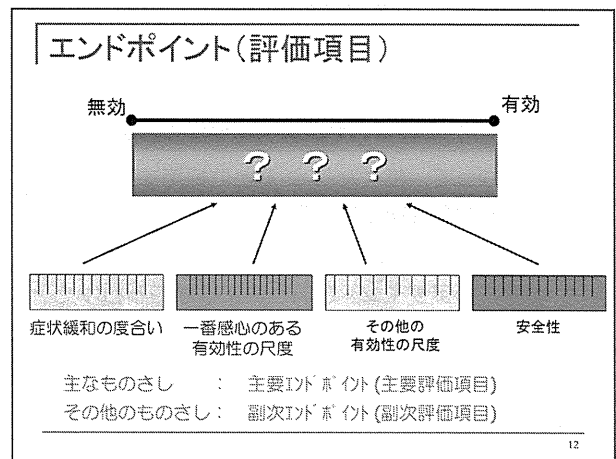 エンドポイント(評価項目)
無効
有効
? ? ?
症状緩和の度合い
一番感心のある
有効性の尺度
その他の
有効性の尺度
安全性
主なものさし : 主要エンドポイント(主要評価項目)
その他のものさし: 副次エンドポイント(副次評価項目)
12